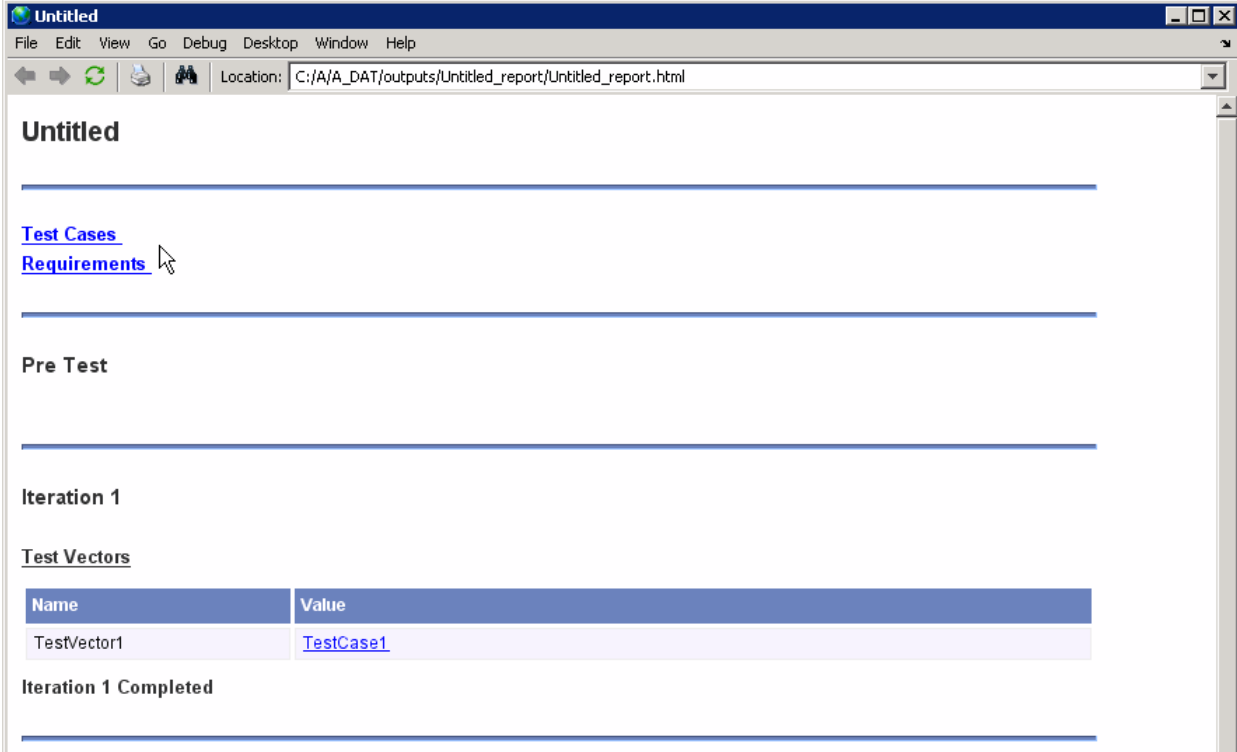 Untitled
File Edit View Go Debug Desktop Window Help
Location: C:/A/A_DAT/outputs/Untitled_report/Untitled_report.html
Untitled
Test Cases
Requirements
Pre Test
Iteration 1
Test Vectors
Name Value
TestVector1 TestCase1
Iteration 1 Completed